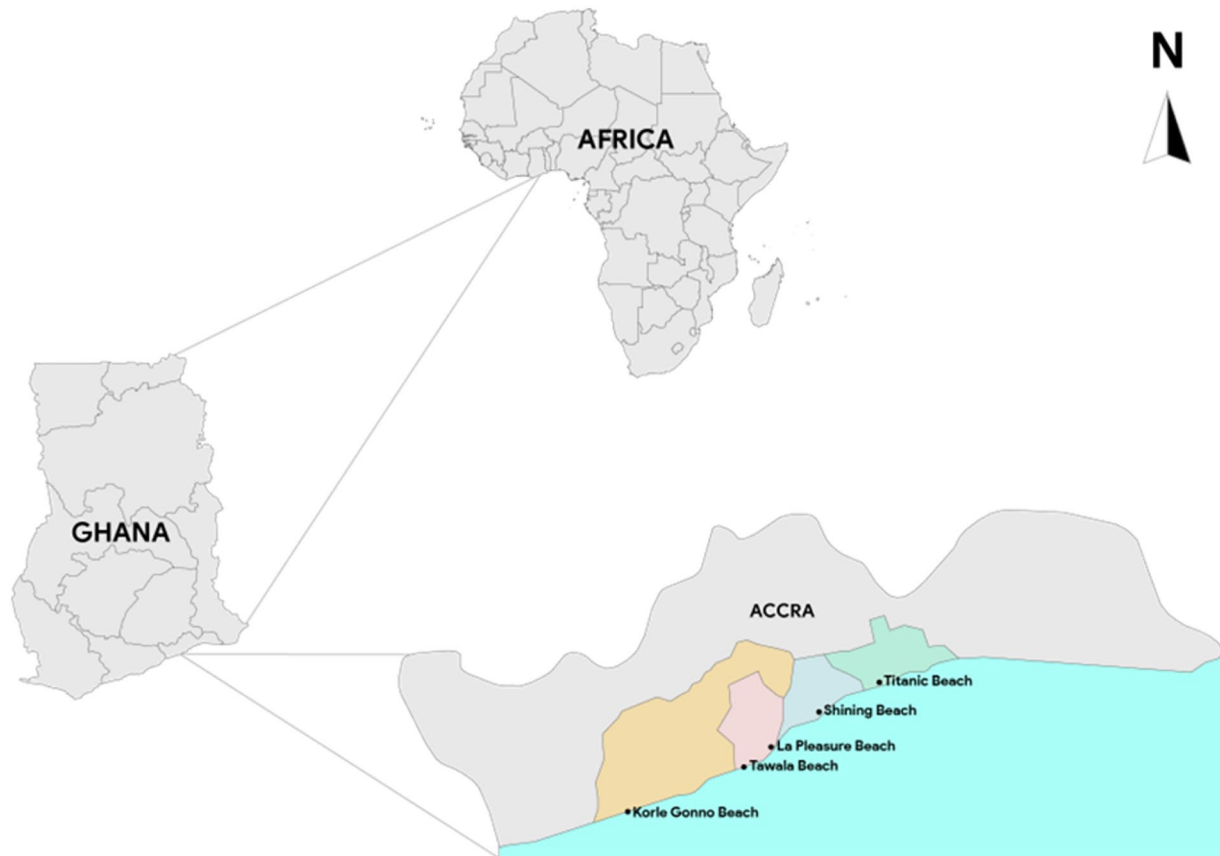 N
AFRICA
GHANA
ACCRA
Titanic Beach
Shining Beach
La Pleasure Beach
Tawala Beach
Korle Gonno Beach